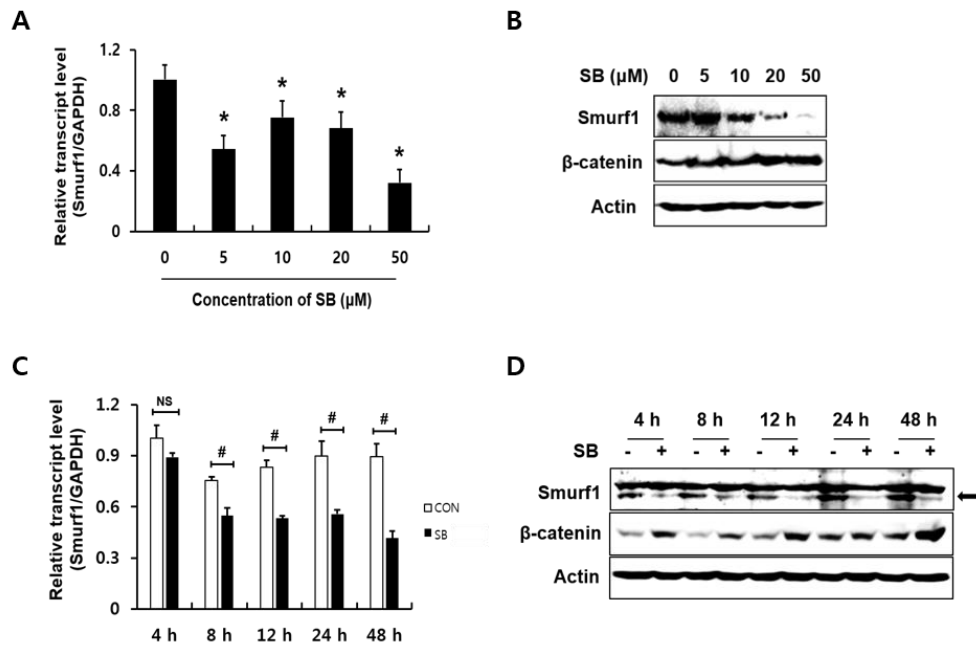 A
Relative transcript level
(Smurf1/GAPDH)
1.2
0.8
0.4
0
*
*
*
*
0 5 10 20 50
Concentration of SB (μM)
B
SB (μM) 0 5 10 20 50
Smurf1
β-catenin
Actin
C
Relative transcript level
(Smurf1/GAPDH)
1.2
0.9
0.6
0.3
0
NS
#
#
#
#
CON
SB
4 h 8 h 12 h 24 h 48 h
D
4 h 8 h 12 h 24 h 48 h
SB - + - + - + - + - +
Smurf1
β-catenin
Actin